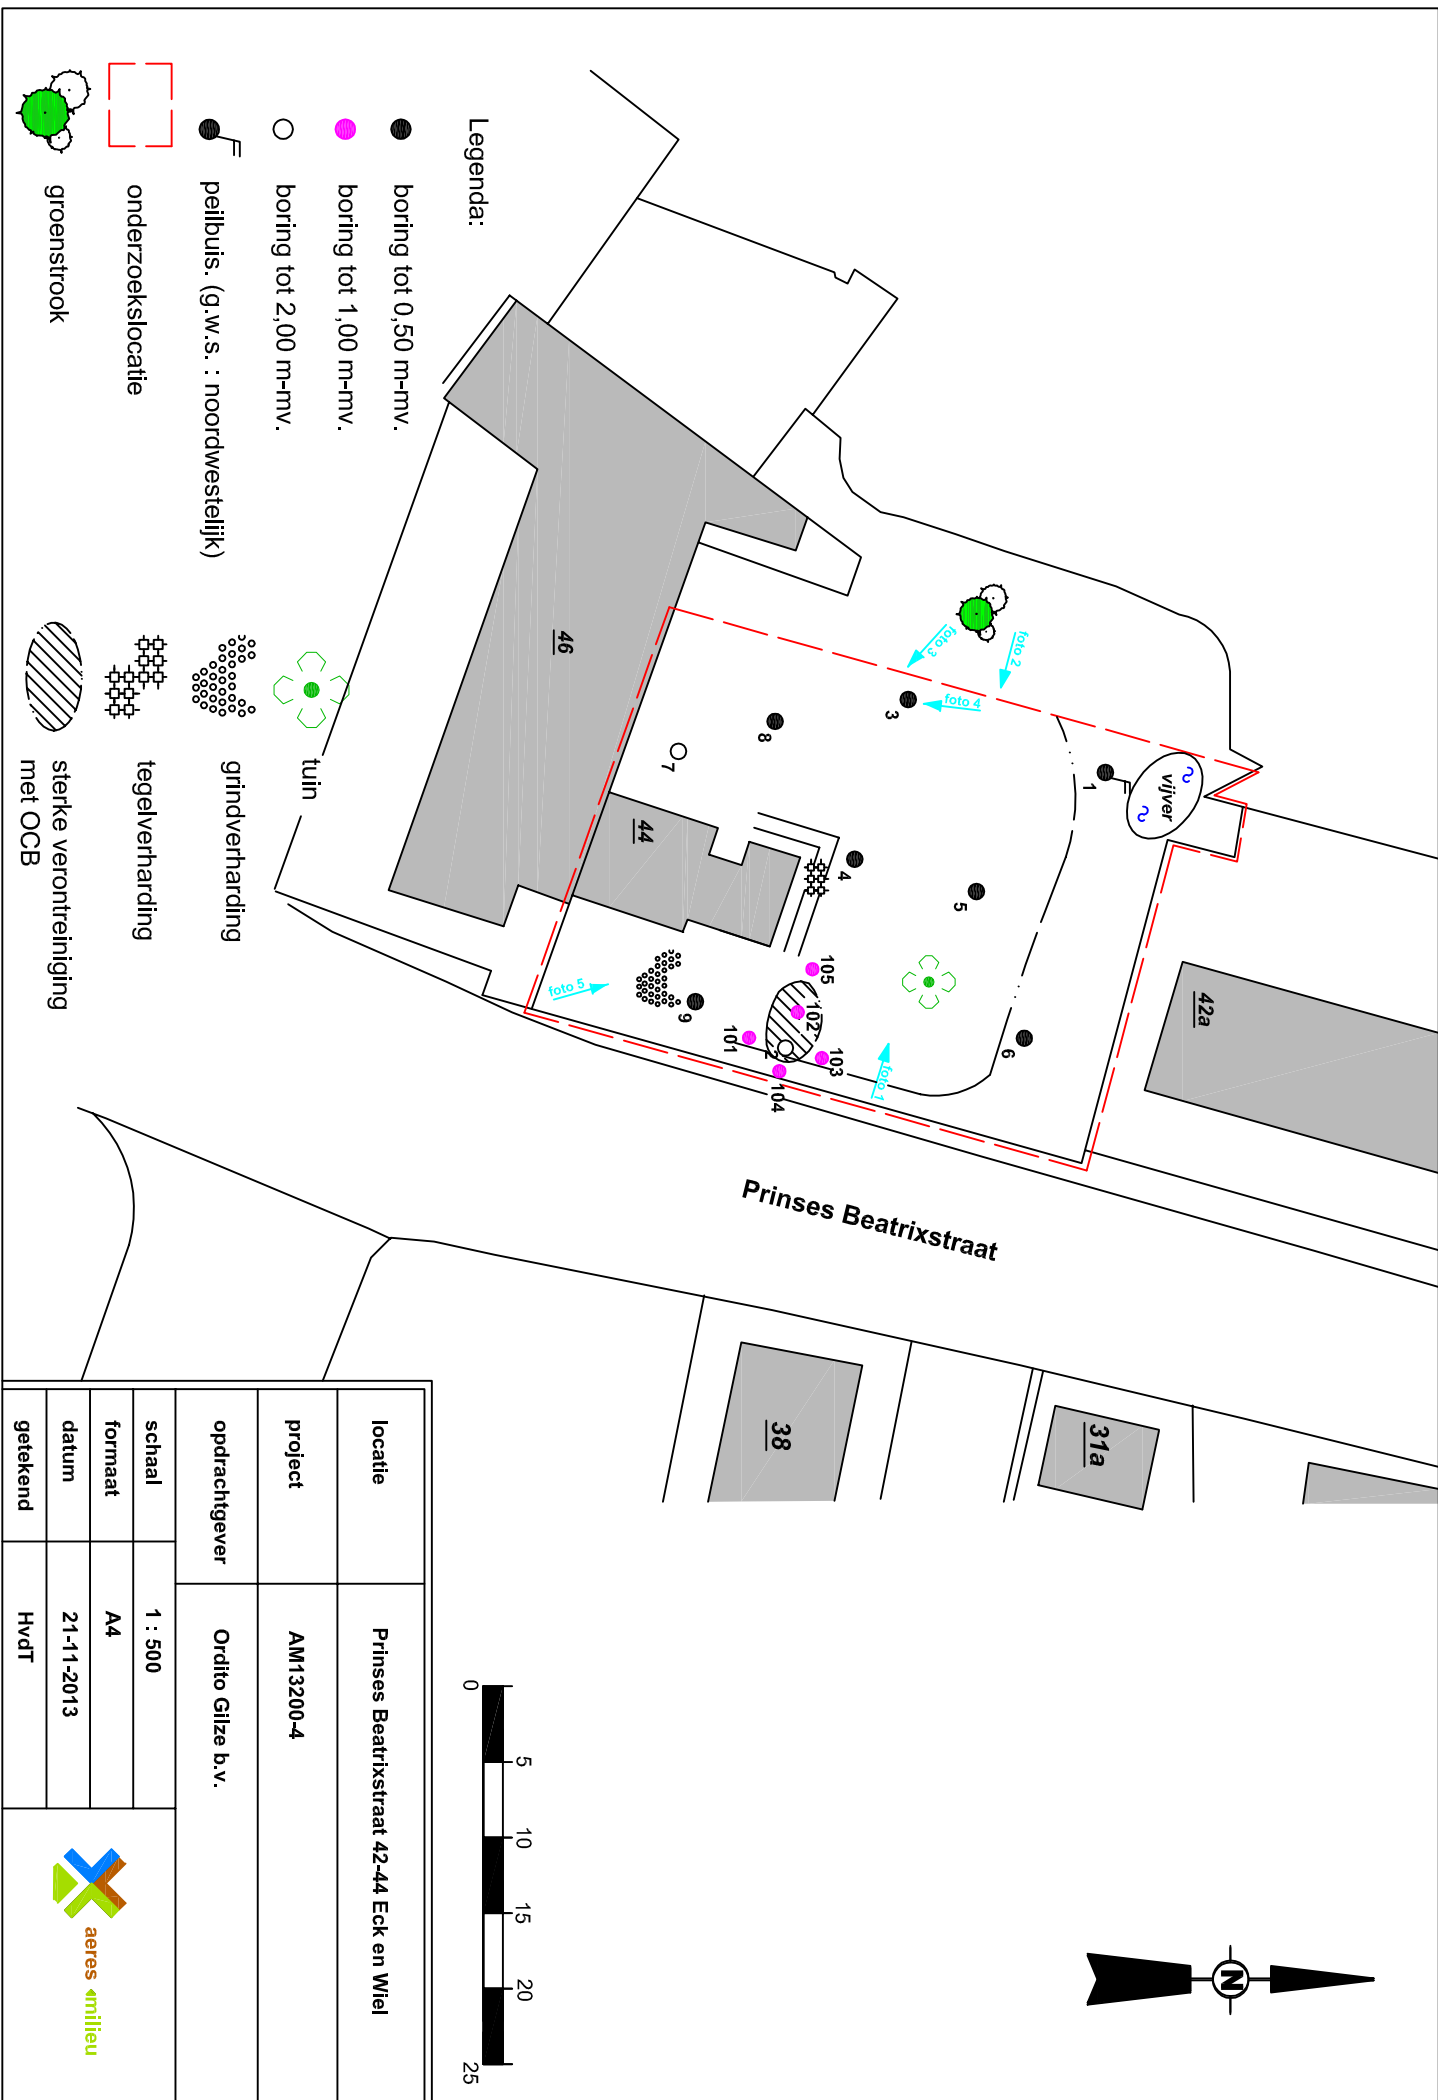 Legenda:
boring tot 0,50 m-mv.
boring tot 1,00 m-mv.
boring tot 2,00 m-mv.
peilbuis. (g.w.s. : noordwestelijk)
onderzoekslocatie
groenstrook
tuin
grindverharding
tegelverharding
sterke verontreiniging
met OCB
42a
vijver
1
foto 2
foto 3
foto 4
3
8
7
46
44
4
5
6
105
102
103
2
101
104
9
foto 1
foto 5
Prinses Beatrixstraat
31a
38
N
0
5
10
15
20
25
locatie
Prinses Beatrixstraat 42-44 Eck en Wiel
project
AM13200-4
opdrachtgever
Ordito Gilze b.v.
schaal
1 : 500
formaat
A4
datum
21-11-2013
getekend
HvdT
aeres milieu